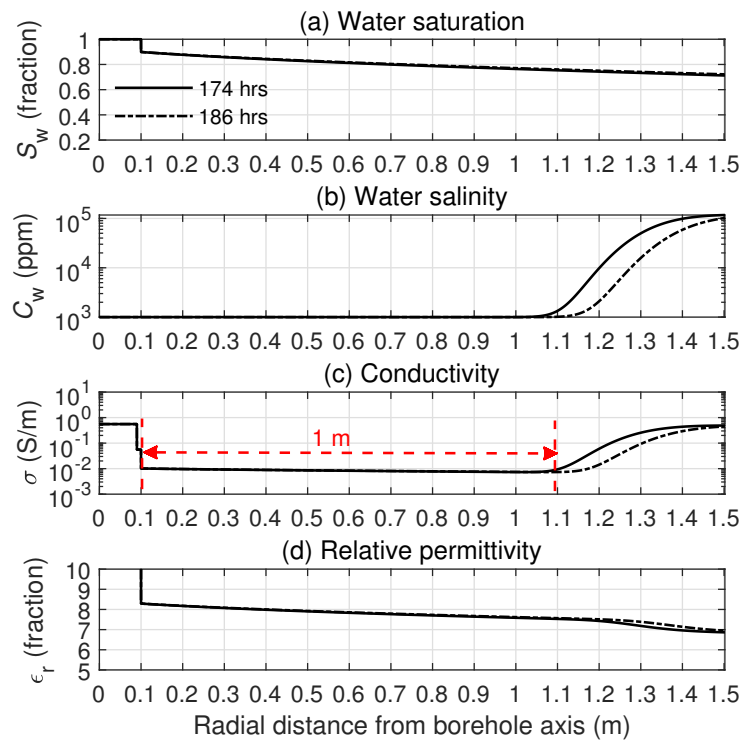 (a) Water saturation
S_w (fraction)
1
0.8
0.6
0.4
0.2
174 hrs
186 hrs
0 0.1 0.2 0.3 0.4 0.5 0.6 0.7 0.8 0.9 1 1.1 1.2 1.3 1.4 1.5
(b) Water salinity
C_w (ppm)
10^5
10^4
10^3
0 0.1 0.2 0.3 0.4 0.5 0.6 0.7 0.8 0.9 1 1.1 1.2 1.3 1.4 1.5
(c) Conductivity
σ (S/m)
10^1
10^0
10^-1
10^-2
10^-3
1 m
0 0.1 0.2 0.3 0.4 0.5 0.6 0.7 0.8 0.9 1 1.1 1.2 1.3 1.4 1.5
(d) Relative permittivity
ϵ_r (fraction)
10
9
8
7
6
5
0 0.1 0.2 0.3 0.4 0.5 0.6 0.7 0.8 0.9 1 1.1 1.2 1.3 1.4 1.5
Radial distance from borehole axis (m)